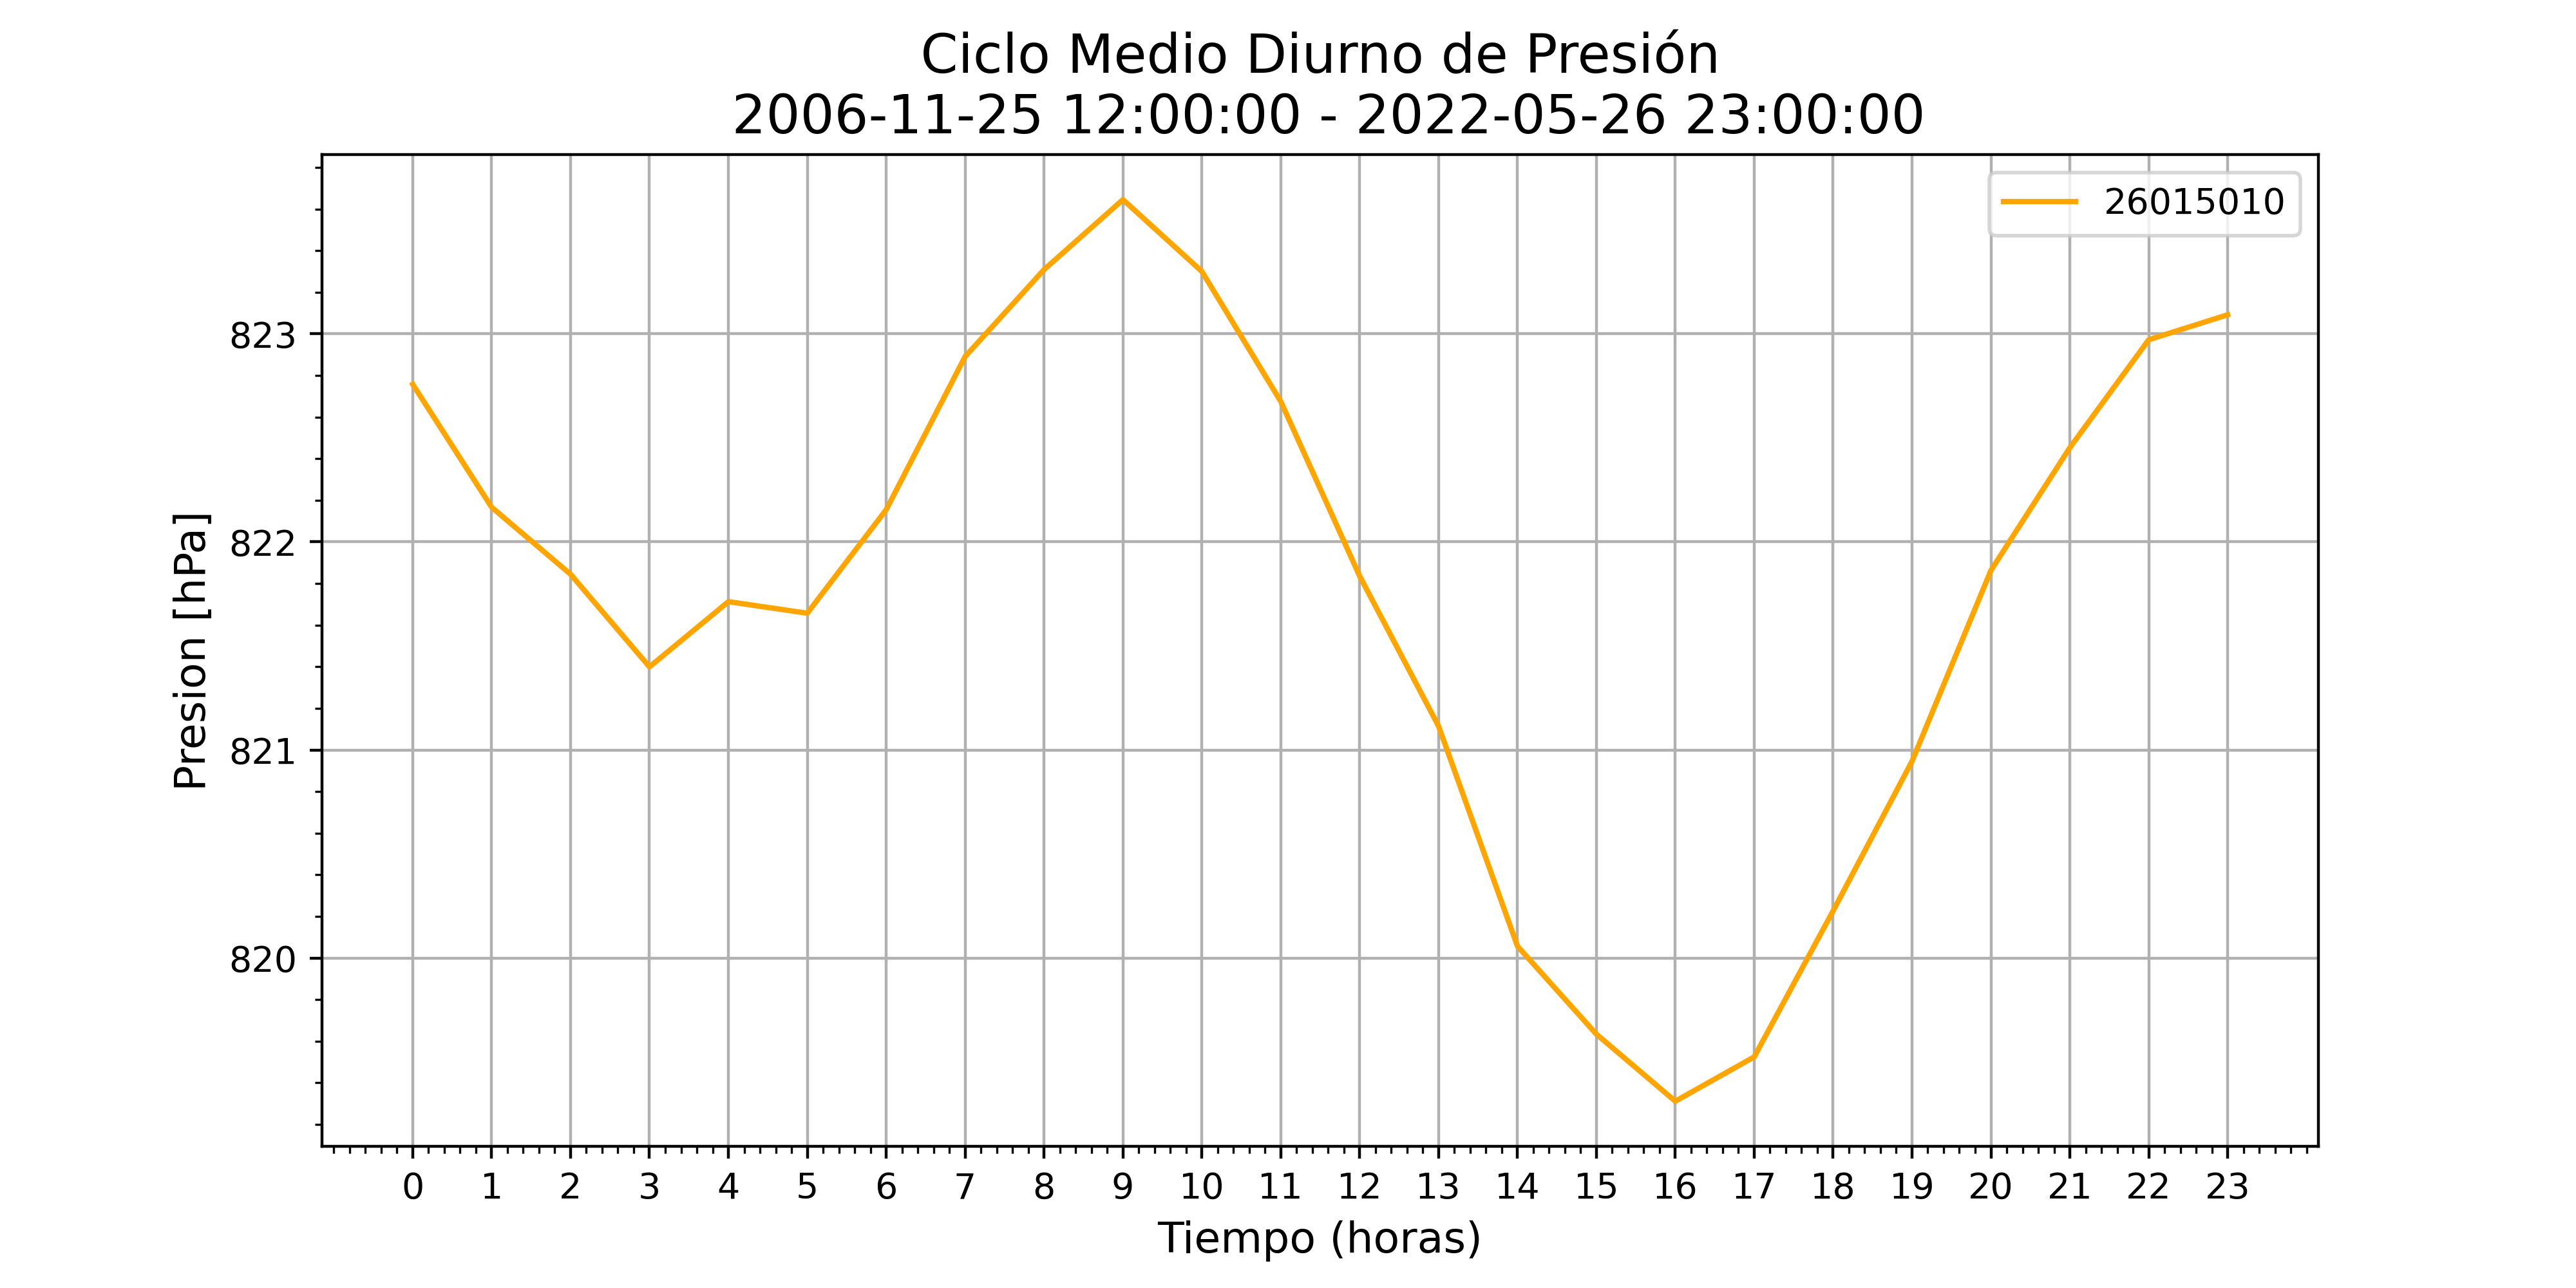 Ciclo Medio Diurno de Presión
2006-11-25 12:00:00 - 2022-05-26 23:00:00
26015010
823
822
821
820
Presion [hPa]
0 1 2 3 4 5 6 7 8 9 10 11 12 13 14 15 16 17 18 19 20 21 22 23
Tiempo (horas)